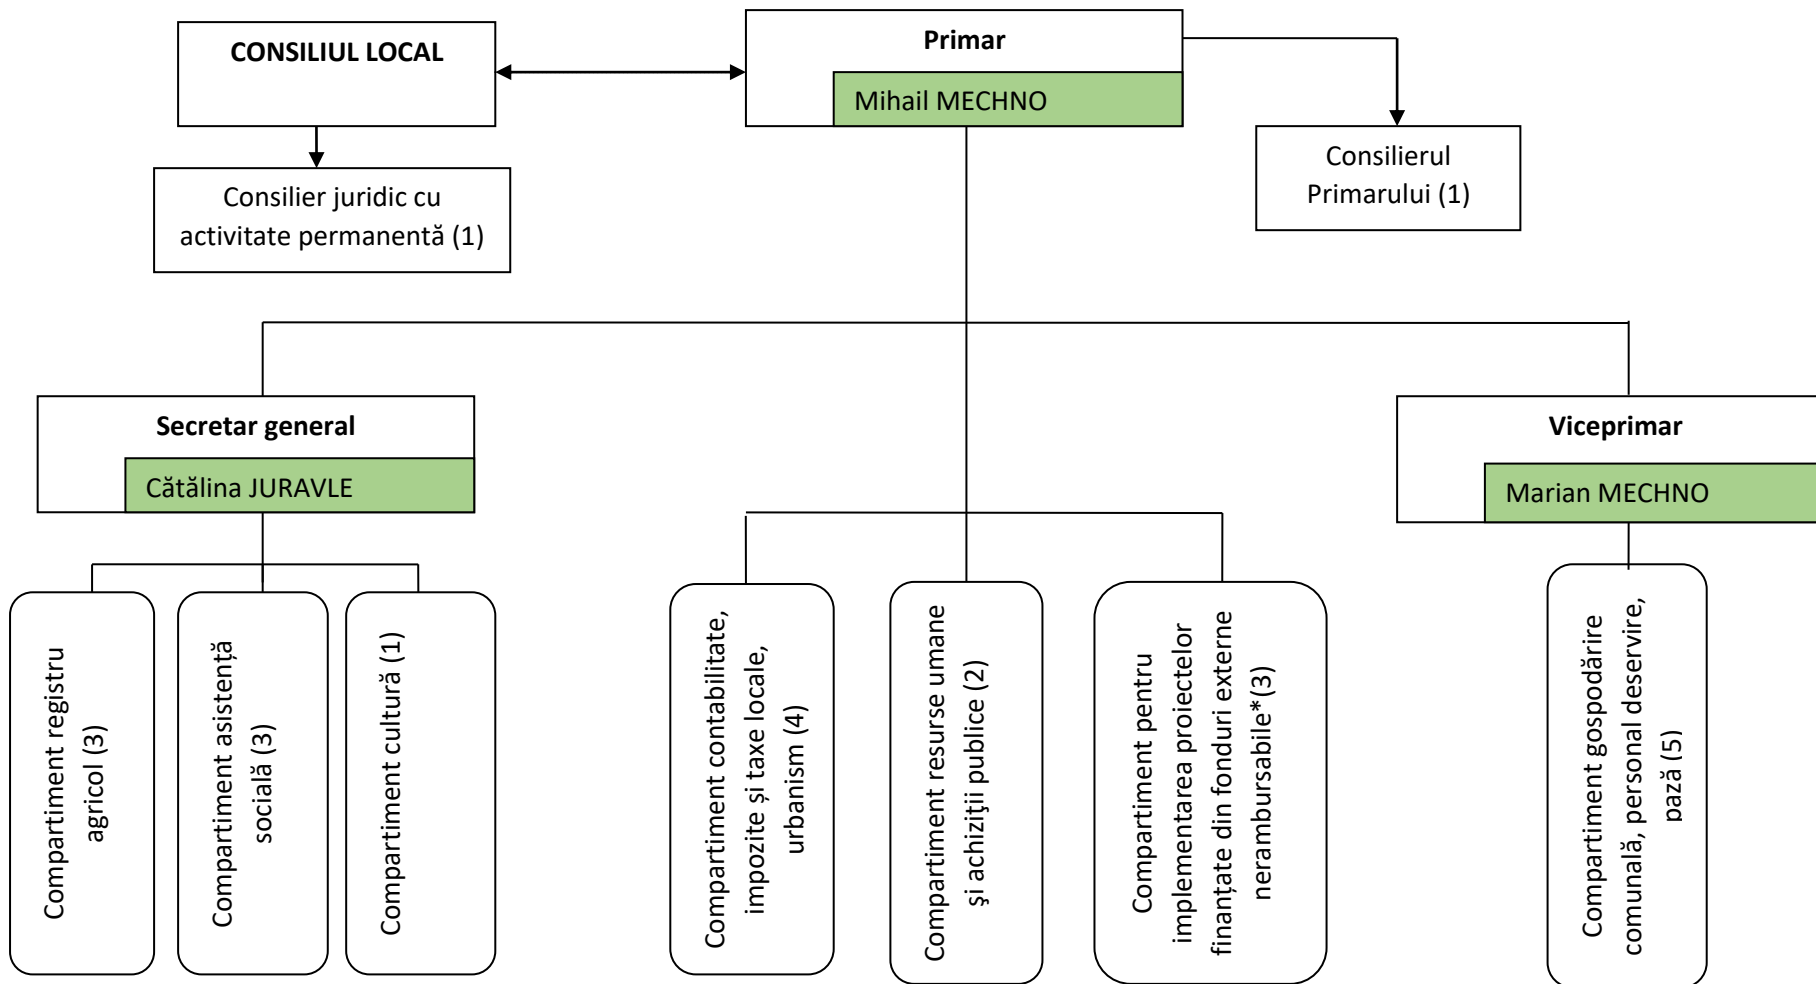 CONSILIUL LOCAL
Primar
Mihail MECHNO
Consilier juridic cu
activitate permanentă (1)
Consilierul
Primarului (1)
Secretar general
Cătălina JURAVLE
Viceprimar
Marian MECHNO
Compartiment registru
agricol (3)
Compartiment asistență
socială (3)
Compartiment cultură (1)
Compartiment contabilitate,
impozite și taxe locale,
urbanism (4)
Compartiment resurse umane
şi achiziţii publice (2)
Compartiment pentru
implementarea proiectelor
finanțate din fonduri externe
nerambursabile*(3)
Compartiment gospodărire
comunală, personal deservire,
pază (5)